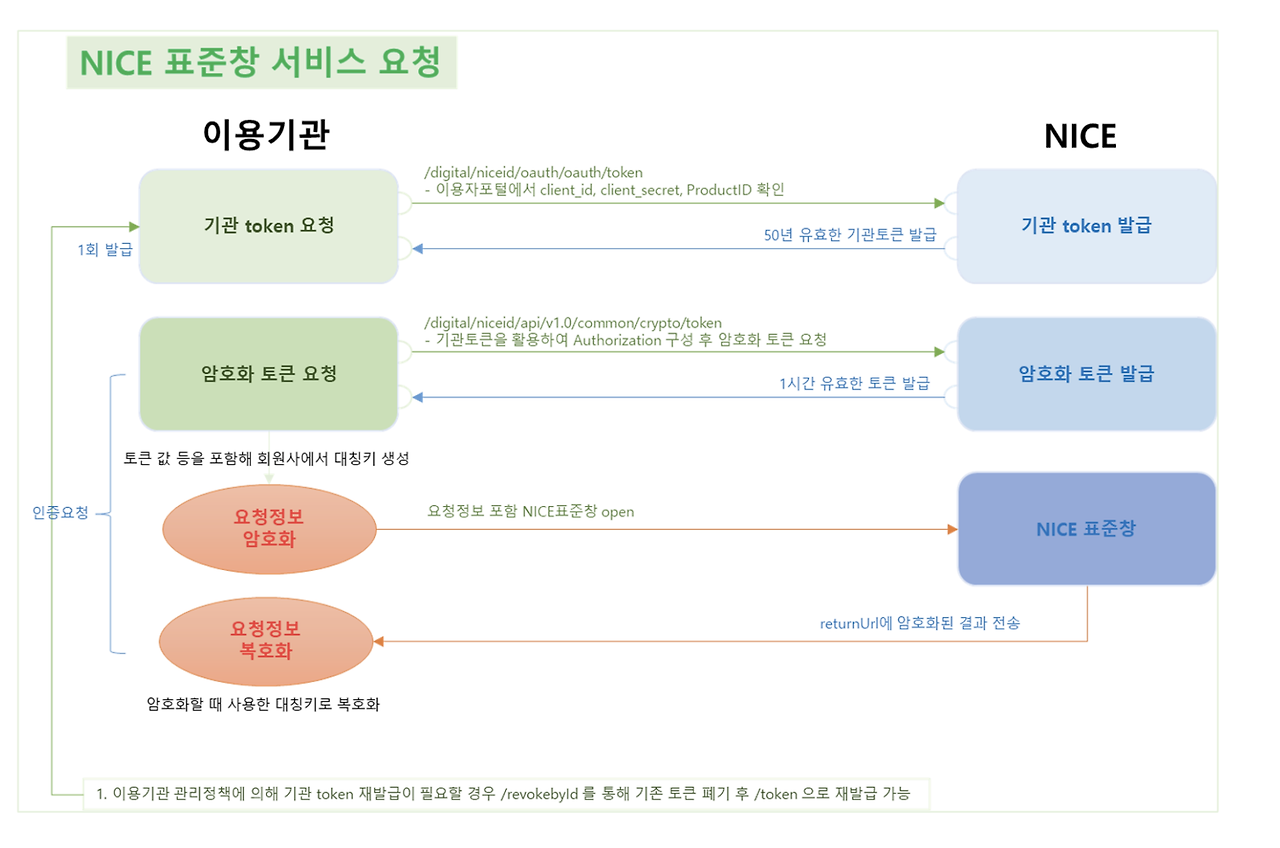 NICE 표준창 서비스 요청
이용기관
NICE
/digital/niceid/oauth/oauth/token
- 이용자포털에서 client_id, client_secret, ProductID 확인
기관 token 요청
기관 token 발급
1회 발급
50년 유효한 기관토큰 발급
/digital/niceid/api/v1.0/common/crypto/token
- 기관토큰을 활용하여 Authorization 구성 후 암호화 토큰 요청
암호화 토큰 요청
암호화 토큰 발급
1시간 유효한 토큰 발급
토큰 값 등을 포함해 회원사에서 대칭키 생성
인증요청
요청정보
암호화
요청정보 포함 NICE표준창 open
NICE 표준창
요청정보
복호화
returnUrl에 암호화된 결과 전송
암호화할 때 사용한 대칭키로 복호화
1. 이용기관 관리정책에 의해 기관 token 재발급이 필요할 경우 /revokebyId 를 통해 기존 토큰 폐기 후 /token 으로 재발급 가능